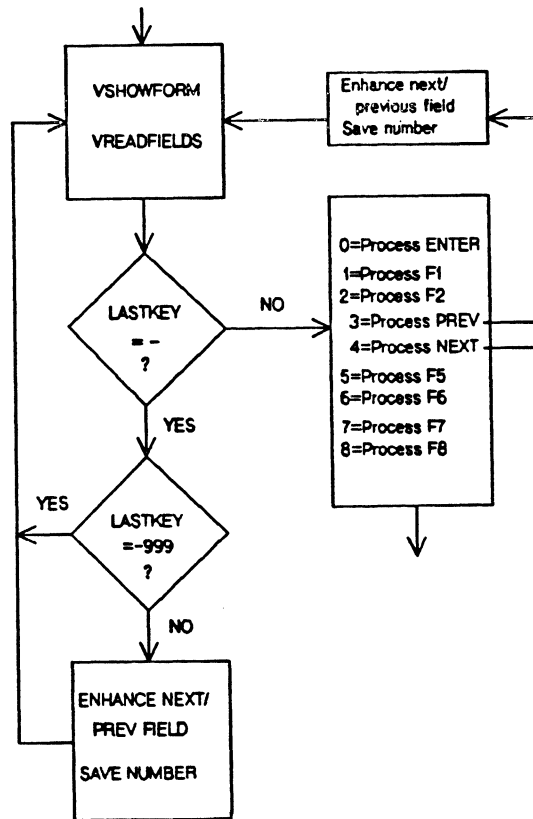 VSHOWFORM
VREADFIELDS
Enhance next/
previous field
Save number
LASTKEY
= -
?
NO
0=Process ENTER
1=Process F1
2=Process F2
3=Process PREV
4=Process NEXT
5=Process F5
6=Process F6
7=Process F7
8=Process F8
YES
YES
LASTKEY
=-999
?
NO
ENHANCE NEXT/
PREV FIELD
SAVE NUMBER